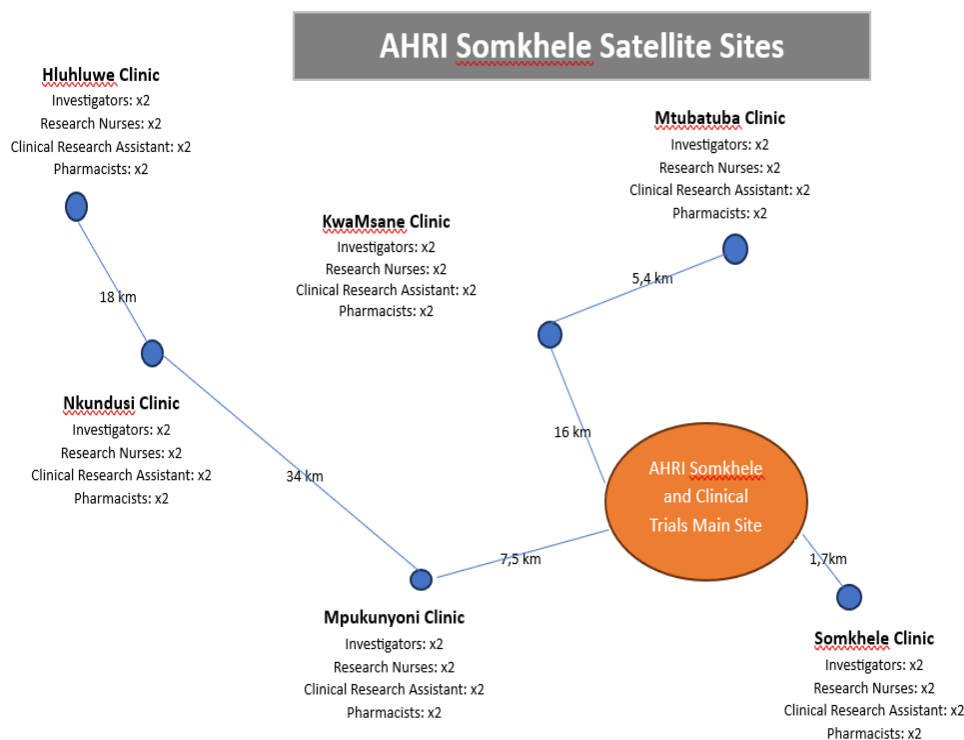 AHRI Somkhele Satellite Sites
Hluhluwe Clinic
Investigators: x2
Research Nurses: x2
Clinical Research Assistant: x2
Pharmacists: x2
Mtubatuba Clinic
Investigators: x2
Research Nurses: x2
Clinical Research Assistant: x2
Pharmacists: x2
KwaMsane Clinic
Investigators: x2
Research Nurses: x2
Clinical Research Assistant: x2
Pharmacists: x2
5,4 km
18 km
Nkundusi Clinic
Investigators: x2
Research Nurses: x2
Clinical Research Assistant: x2
Pharmacists: x2
16 km
34 km
AHRI Somkhele
and Clinical
Trials Main Site
7,5 km
1,7km
Mpukunyoni Clinic
Investigators: x2
Research Nurses: x2
Clinical Research Assistant: x2
Pharmacists: x2
Somkhele Clinic
Investigators: x2
Research Nurses: x2
Clinical Research Assistant: x2
Pharmacists: x2